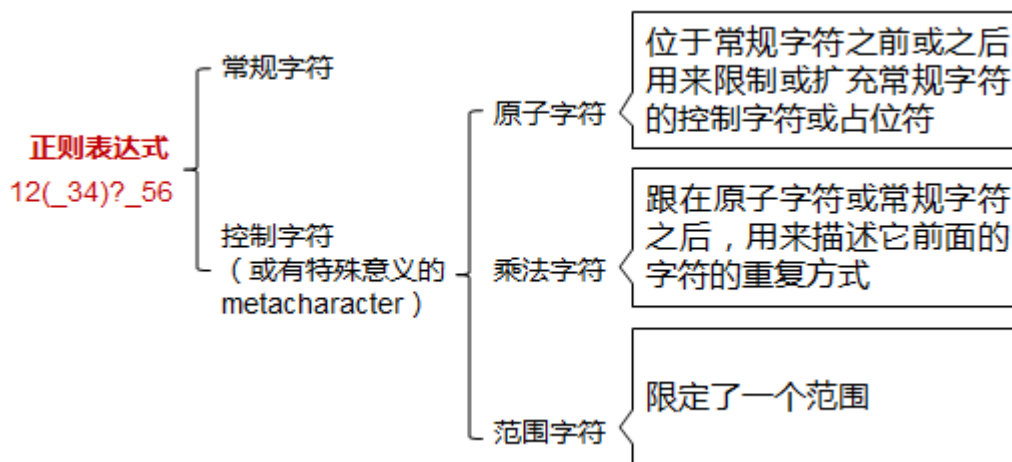 正则表达式
12(_34)?_56
常规字符
控制字符
（或有特殊意义的
metacharacter）
原子字符
位于常规字符之前或之后
用来限制或扩充常规字符
的控制字符或占位符
乘法字符
跟在原子字符或常规字符
之后，用来描述它前面的
字符的重复方式
范围字符
限定了一个范围